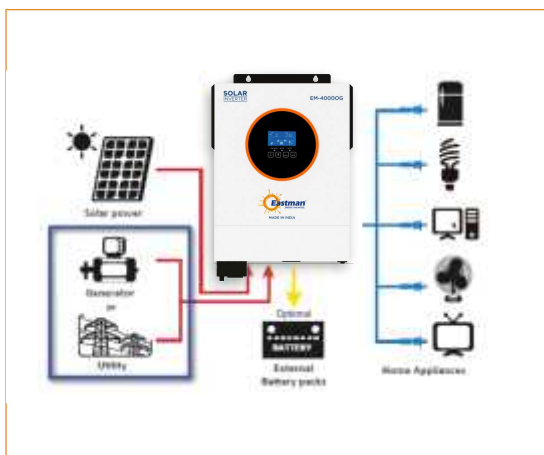 SOLAR
INVERTER
EM-4000OG
Eastman
MADE IN INDIA
Solar power
Generator
or
Utility
Optional
BATTERY
External
Battery packs
Home Appliances